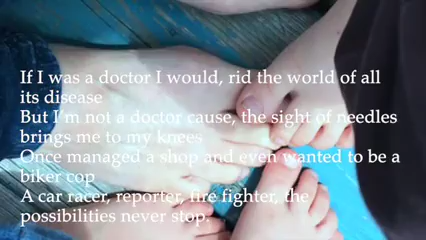 If I was a doctor I would, rid the world of all
its disease
But I'm not a doctor cause, the sight of needles
brings me to my knees
Once managed a shop and even wanted to be a
biker cop
A car racer, reporter, fire fighter, the
possibilities never stop.